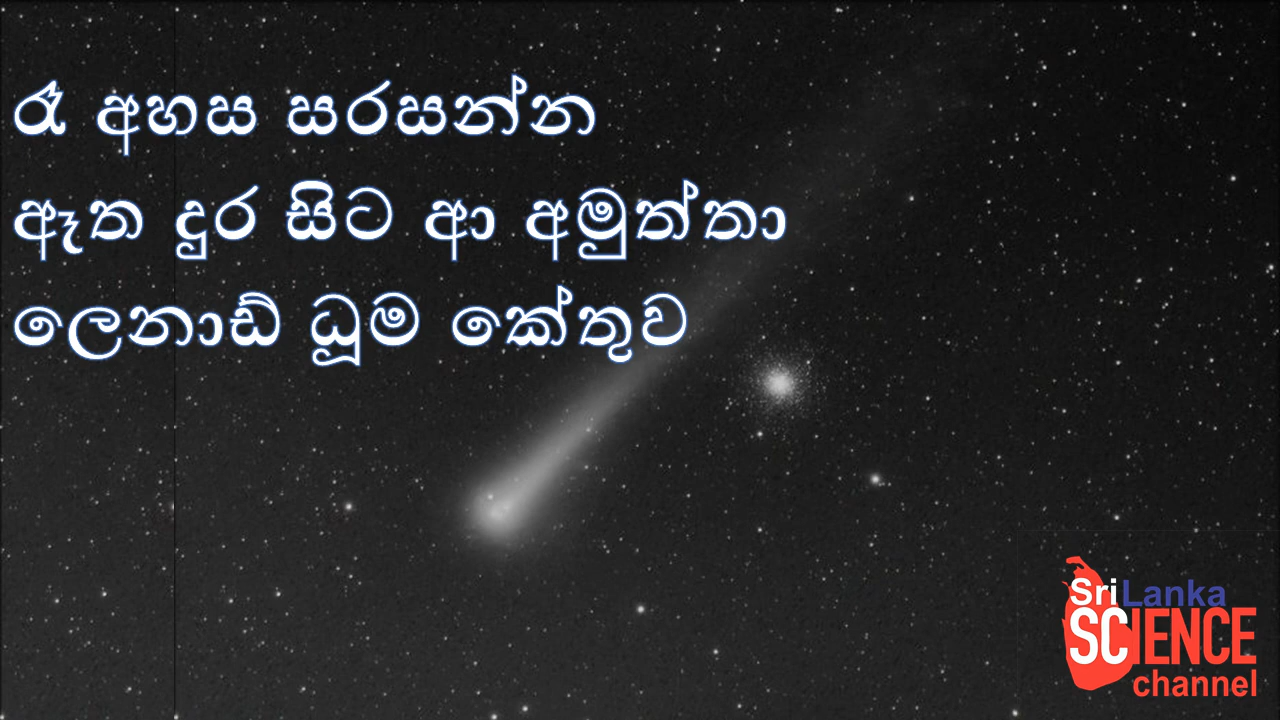 රෑ අහස සරසන්න
ඈත දුර සිට ආ අමුත්තා
ලෙනාඩ් ධූම කේතුව
Sri Lanka
SCIENCE
channel